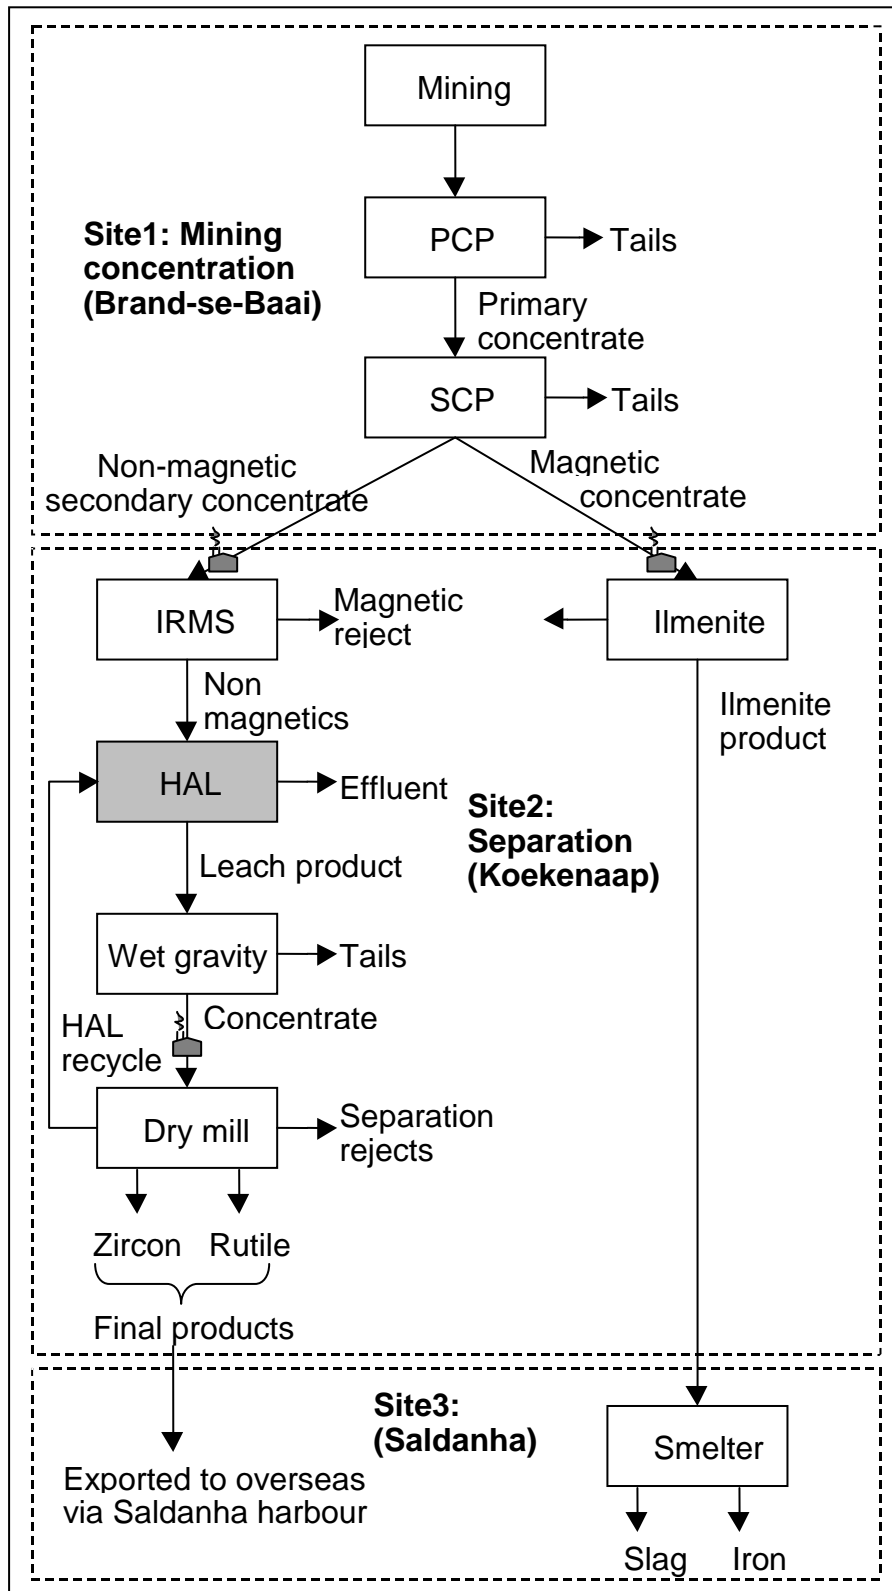 Mining
Site1: Mining
concentration
(Brand-se-Baai)
PCP
Tails
Primary
concentrate
SCP
Tails
Non-magnetic
secondary concentrate
Magnetic
concentrate
IRMS
Magnetic
reject
Ilmenite
Non
magnetics
Ilmenite
product
HAL
Effluent
Site2:
Separation
(Koekenaap)
Leach product
Wet gravity
Tails
Concentrate
HAL
recycle
Dry mill
Separation
rejects
Zircon
Rutile
Final products
Site3:
(Saldanha)
Smelter
Exported to overseas
via Saldanha harbour
Slag
Iron